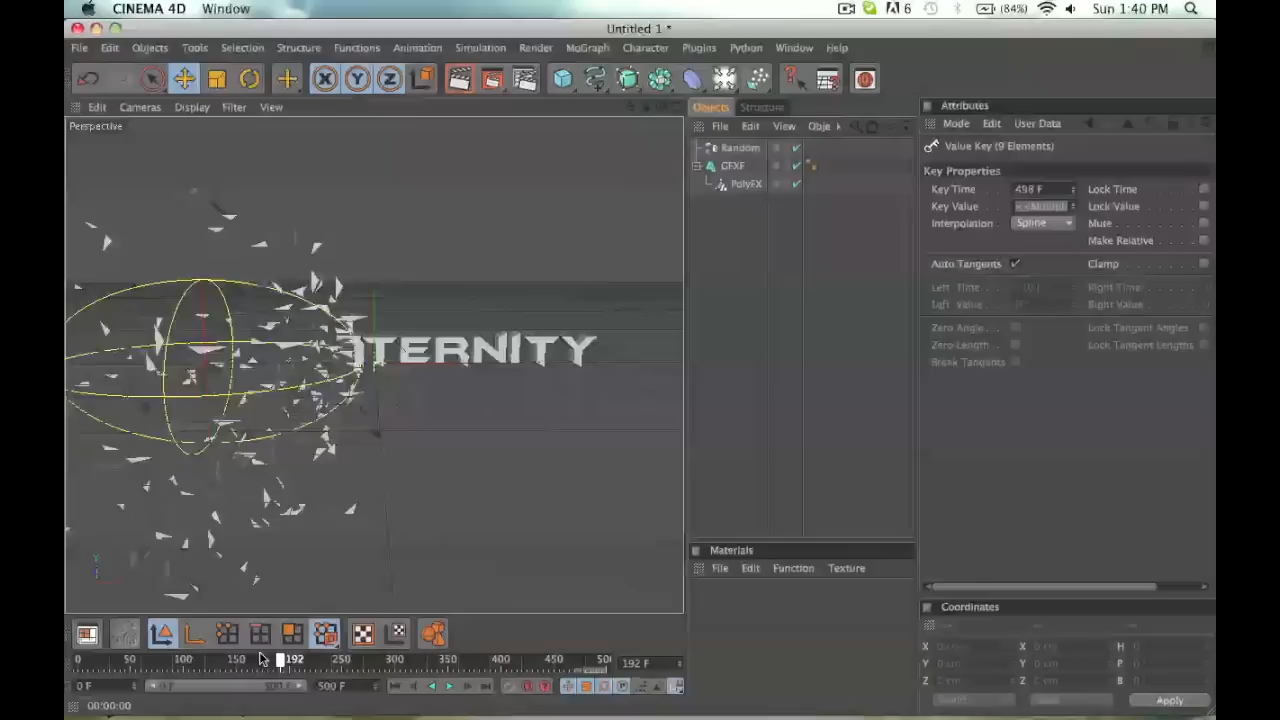 CINEMA 4D Window
6 (84%) Sun 1:40 PM
Untitled 1 *
File Edit Objects Tools Selection Structure Functions Animation Simulation Render MoGraph Character Plugins Python Window Help
X Y Z
Edit Cameras Display Filter View
Objects Structure
Attributes
Perspective
File Edit View Obje
Mode Edit User Data
Random
GFXF
PolyFX
Value Key (9 Elements)
Key Properties
Key Time 498 F Lock Time
Key Value Lock Value
Interpolation Spline Mute
Make Relative
Auto Tangents Clamp
Left Time Right Time
Left Value Right Value
Zero Angle Lock Tangent Angles
Zero Length Lock Tangent Lengths
Break Tangents
TERNITY
Y
Materials
File Edit Function Texture
Coordinates
X X H
Y Y P
Z Z B
Apply
0 50 100 150 192 250 300 350 400 450 192 F
0 F 500 F
00:00:00